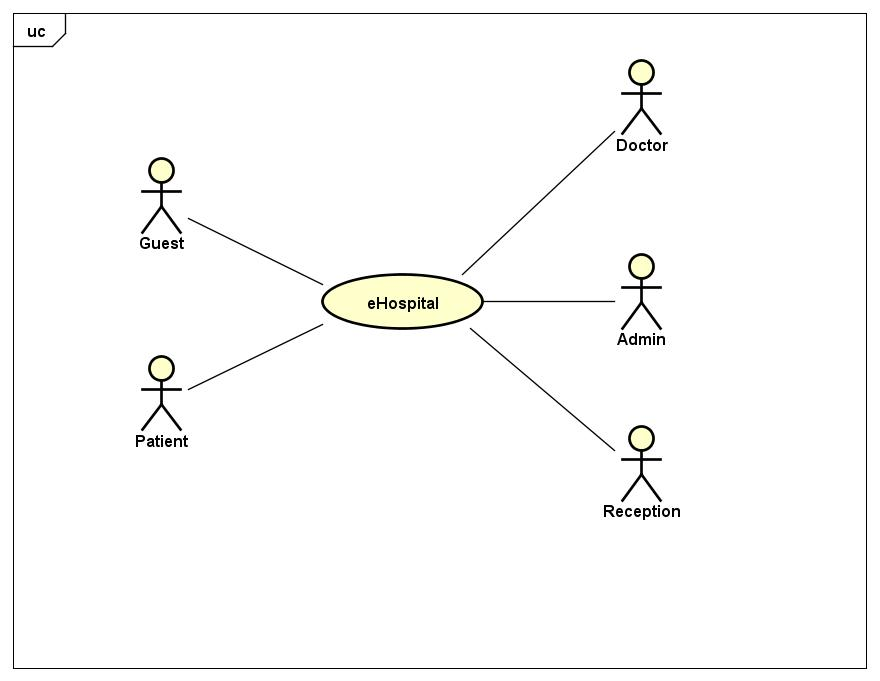 uc
Doctor
Guest
eHospital
Admin
Patient
Reception